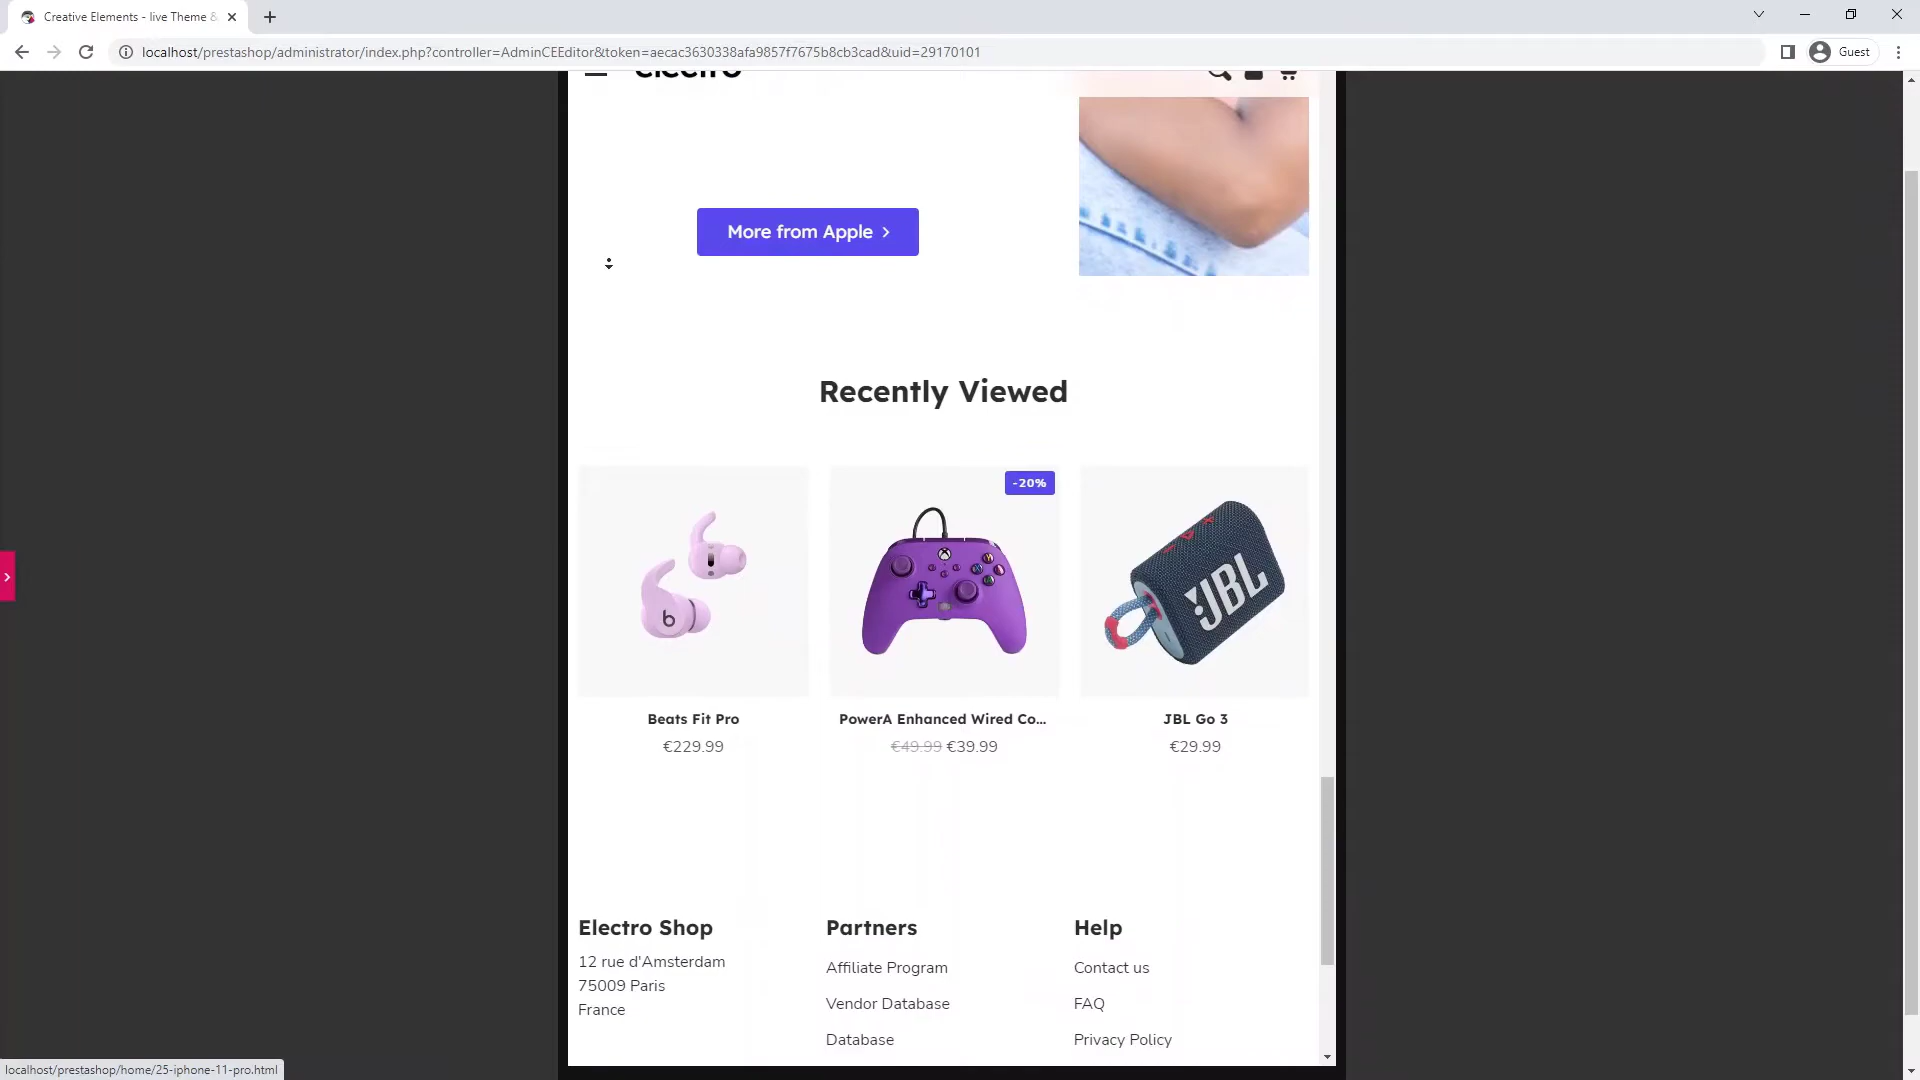 Creative Elements - live Theme &
localhost/prestashop/administrator/index.php?controller=AdminCEEditor&token=aecac3630338afa9857f7675b8cb3cad&uid=29170101
Guest
electro
More from Apple
Recently Viewed
-20%
b
JBL
Beats Fit Pro
PowerA Enhanced Wired Co...
JBL Go 3
€229.99
€49.99 €39.99
€29.99
Electro Shop
Partners
Help
12 rue d'Amsterdam
Affiliate Program
Contact us
75009 Paris
Vendor Database
FAQ
France
Database
Privacy Policy
localhost/prestashop/home/25-iphone-11-pro.html